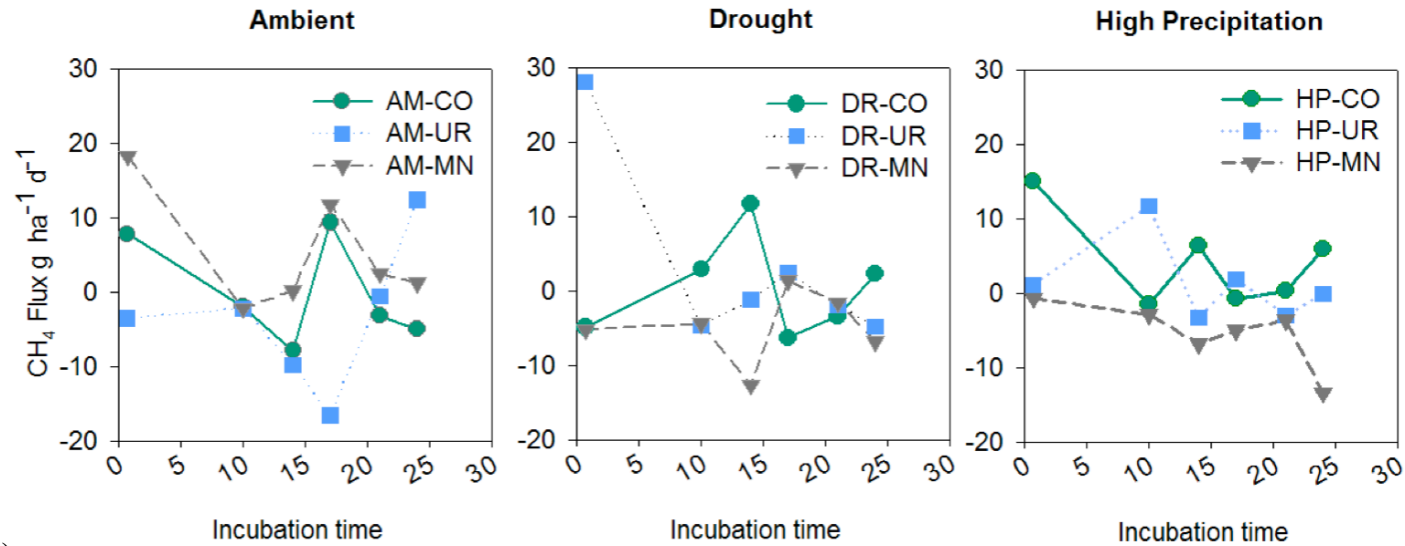 Ambient
Drought
High Precipitation
CH₄ Flux g ha⁻¹ d⁻¹
30
20
10
0
-10
-20
AM-CO
AM-UR
AM-MN
0 5 10 15 20 25 30
Incubation time
30
20
10
0
-10
-20
DR-CO
DR-UR
DR-MN
0 5 10 15 20 25 30
Incubation time
30
20
10
0
-10
-20
HP-CO
HP-UR
HP-MN
0 5 10 15 20 25 30
Incubation time